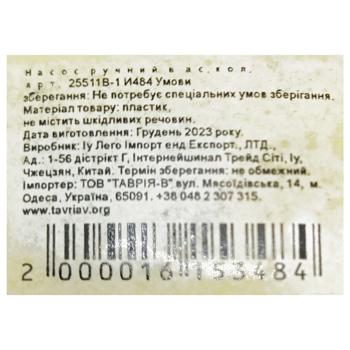 Насос ручний в ас. кол.
арт. 25511В-1 И484 Умови
зберігання: Не потребує спеціальних умов зберігання.
Матеріал товару: пластик,
не містить шкідливих речовин.
Дата виготовлення: Грудень 2023 року.
Виробник: Іу Лего Імпорт енд Експорт., ЛТД.,
Ад.: 1-56 дістрікт Г, Інтернейшинал Трейд Сіті, Іу,
Чжецзян, Китай. Термін зберігання: не обмежений.
Імпортер: ТОВ "ТАВРІЯ-В" вул. Мясоїдівська, 14, м.
Одеса, Україна, 65091. +38 048 2 307 315.
www.tavriav.org
2 000016 153484